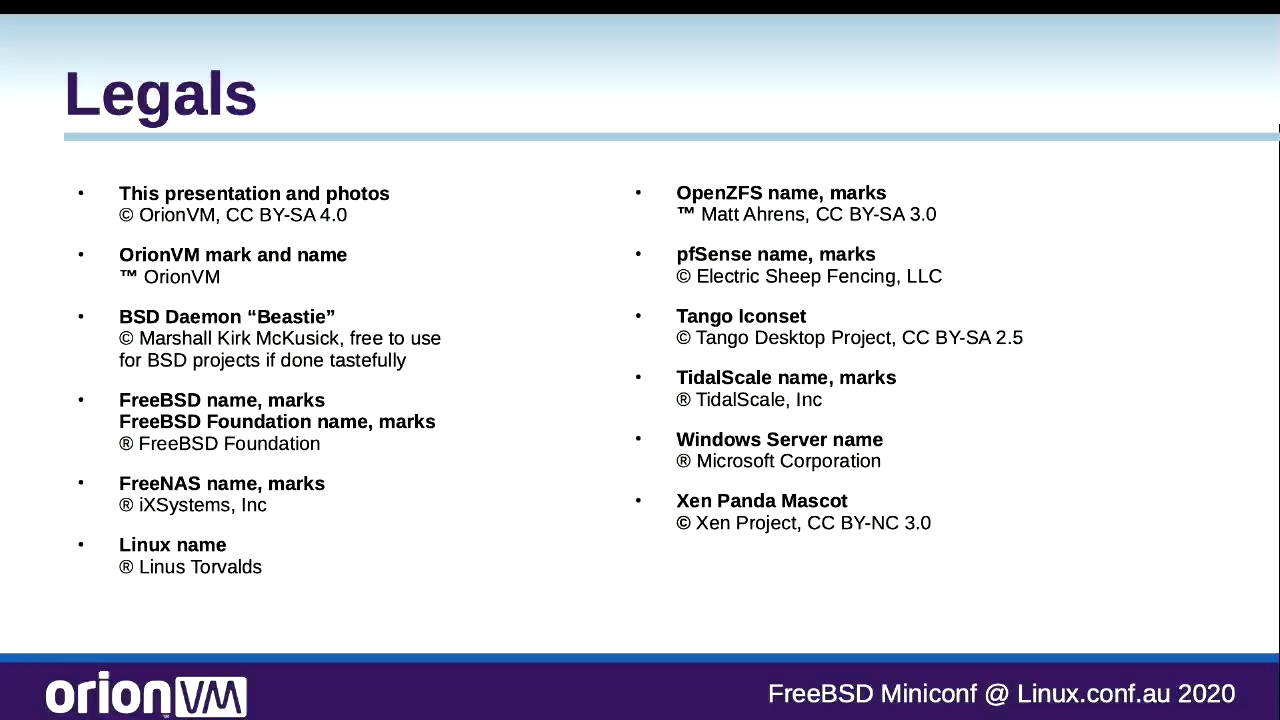 Legals
• This presentation and photos
© OrionVM, CC BY-SA 4.0
• OrionVM mark and name
™ OrionVM
• BSD Daemon “Beastie”
© Marshall Kirk McKusick, free to use
for BSD projects if done tastefully
• FreeBSD name, marks
FreeBSD Foundation name, marks
® FreeBSD Foundation
• FreeNAS name, marks
® iXSystems, Inc
• Linux name
® Linus Torvalds
• OpenZFS name, marks
™ Matt Ahrens, CC BY-SA 3.0
• pfSense name, marks
© Electric Sheep Fencing, LLC
• Tango Iconset
© Tango Desktop Project, CC BY-SA 2.5
• TidalScale name, marks
® TidalScale, Inc
• Windows Server name
® Microsoft Corporation
• Xen Panda Mascot
© Xen Project, CC BY-NC 3.0
orionVM™
FreeBSD Miniconf @ Linux.conf.au 2020